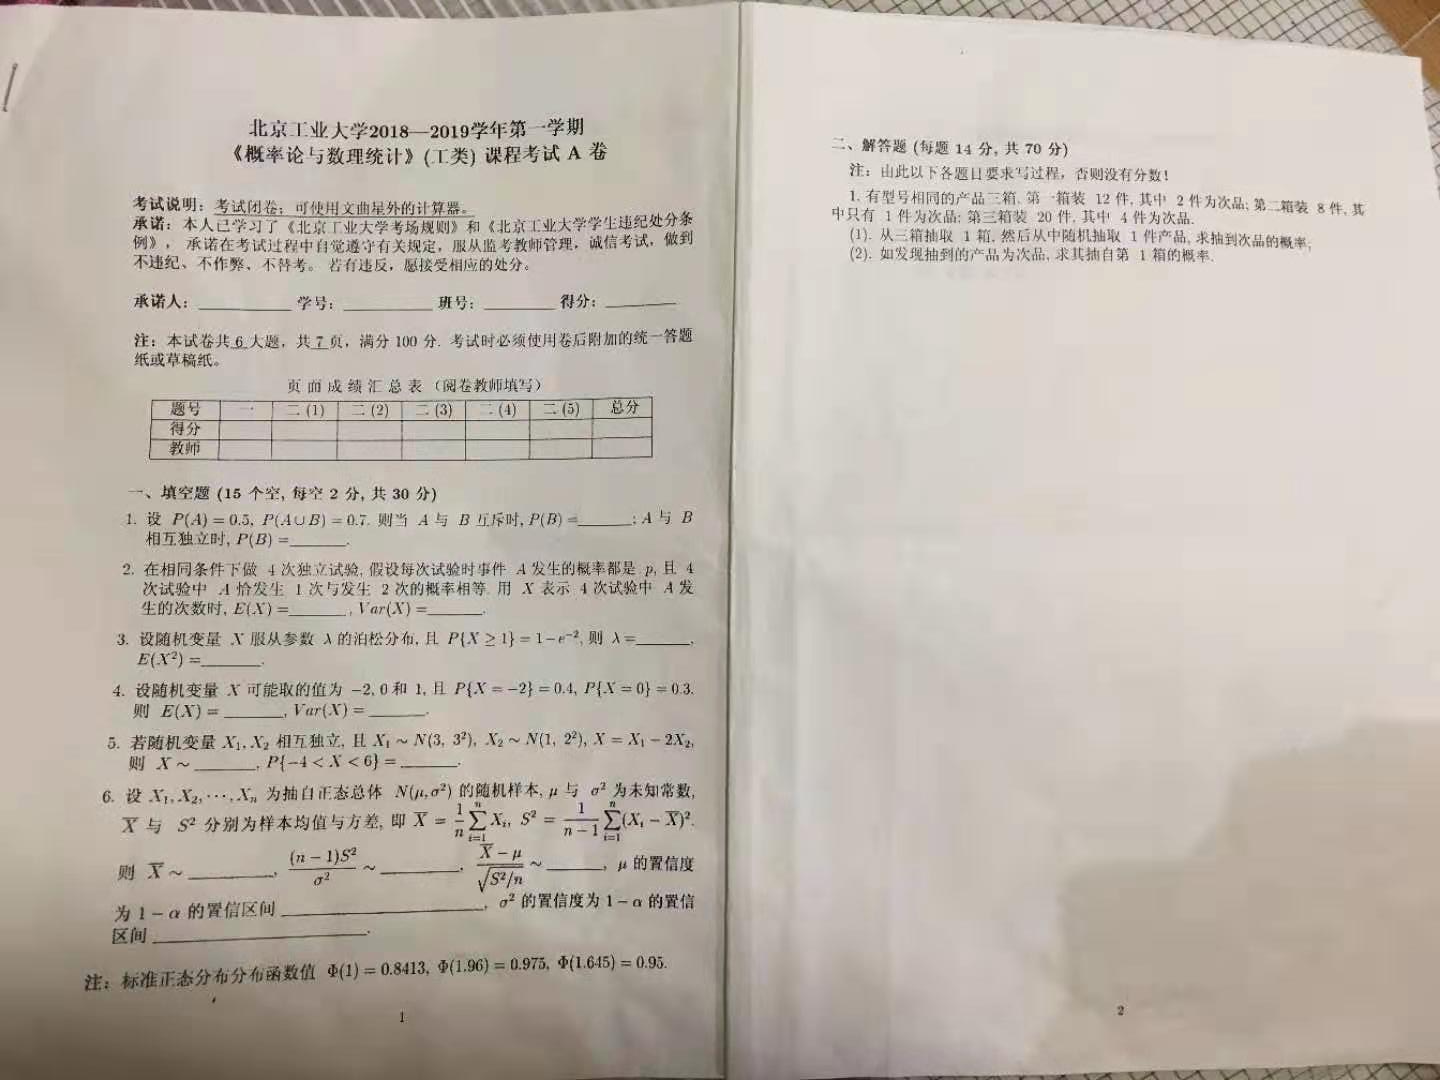 北京工业大学2018—2019学年第一学期
《概率论与数理统计》(工类) 课程考试 A 卷
考试说明：考试闭卷；可使用文曲星外的计算器。
承诺：本人已学习了《北京工业大学考场规则》和《北京工业大学学生违纪处分条
例》，承诺在考试过程中自觉遵守有关规定，服从监考教师管理，诚信考试，做到
不违纪、不作弊、不替考。若有违反，愿接受相应的处分。
承诺人：________ 学号：________ 班号：________ 得分：________
注：本试卷共 6 大题，共 7 页，满分 100 分. 考试时必须使用卷后附加的统一答题
纸或草稿纸。
页 面 成 绩 汇 总 表 （阅卷教师填写）
题号 一 二 (1) 二 (2) 二 (3) 二 (4) 二 (5) 总分
得分
教师
一、填空题 (15 个空, 每空 2 分, 共 30 分)
1. 设 P(A) = 0.5, P(A∪B) = 0.7. 则当 A 与 B 互斥时, P(B) =______; A 与 B
相互独立时, P(B) =______.
2. 在相同条件下做 4 次独立试验, 假设每次试验时事件 A 发生的概率都是 p, 且 4
次试验中 A 恰发生 1 次与发生 2 次的概率相等. 用 X 表示 4 次试验中 A 发
生的次数时, E(X) =______, Var(X) =______.
3. 设随机变量 X 服从参数 λ 的泊松分布, 且 P{X ≥ 1} = 1−e⁻², 则 λ =______,
E(X²) =______.
4. 设随机变量 X 可能取的值为 −2, 0 和 1, 且 P{X = −2} = 0.4, P{X = 0} = 0.3.
则 E(X) = ______, Var(X) = ______.
5. 若随机变量 X₁, X₂ 相互独立, 且 X₁ ~ N(3, 3²), X₂ ~ N(1, 2²), X = X₁ − 2X₂,
则 X ~ ______, P{−4 < X < 6} = ______.
6. 设 X₁, X₂, ⋯, Xₙ 为抽自正态总体 N(μ, σ²) 的随机样本, μ 与 σ² 为未知常数,
X̄ 与 S² 分别为样本均值与方差, 即 X̄ = 1/n ∑ᵢ₌₁ⁿ Xᵢ, S² = 1/(n−1) ∑ᵢ₌₁ⁿ (Xᵢ − X̄)².
则 X̄ ~ ________, (n − 1)S²/σ² ~ ________, (X̄ − μ)/√(S²/n) ~ ______, μ 的置信度
为 1 − α 的置信区间 ________________, σ² 的置信度为 1 − α 的置信
区间 ________________.
注：标准正态分布分布函数值 Φ(1) = 0.8413, Φ(1.96) = 0.975, Φ(1.645) = 0.95.
1
二、解答题 (每题 14 分, 共 70 分)
注：由此以下各题目要求写过程，否则没有分数！
1. 有型号相同的产品三箱, 第一箱装 12 件, 其中 2 件为次品; 第二箱装 8 件, 其
中只有 1 件为次品; 第三箱装 20 件, 其中 4 件为次品.
(1). 从三箱抽取 1 箱, 然后从中随机抽取 1 件产品, 求抽到次品的概率;
(2). 如发现抽到的产品为次品, 求其抽自第 1 箱的概率.
2